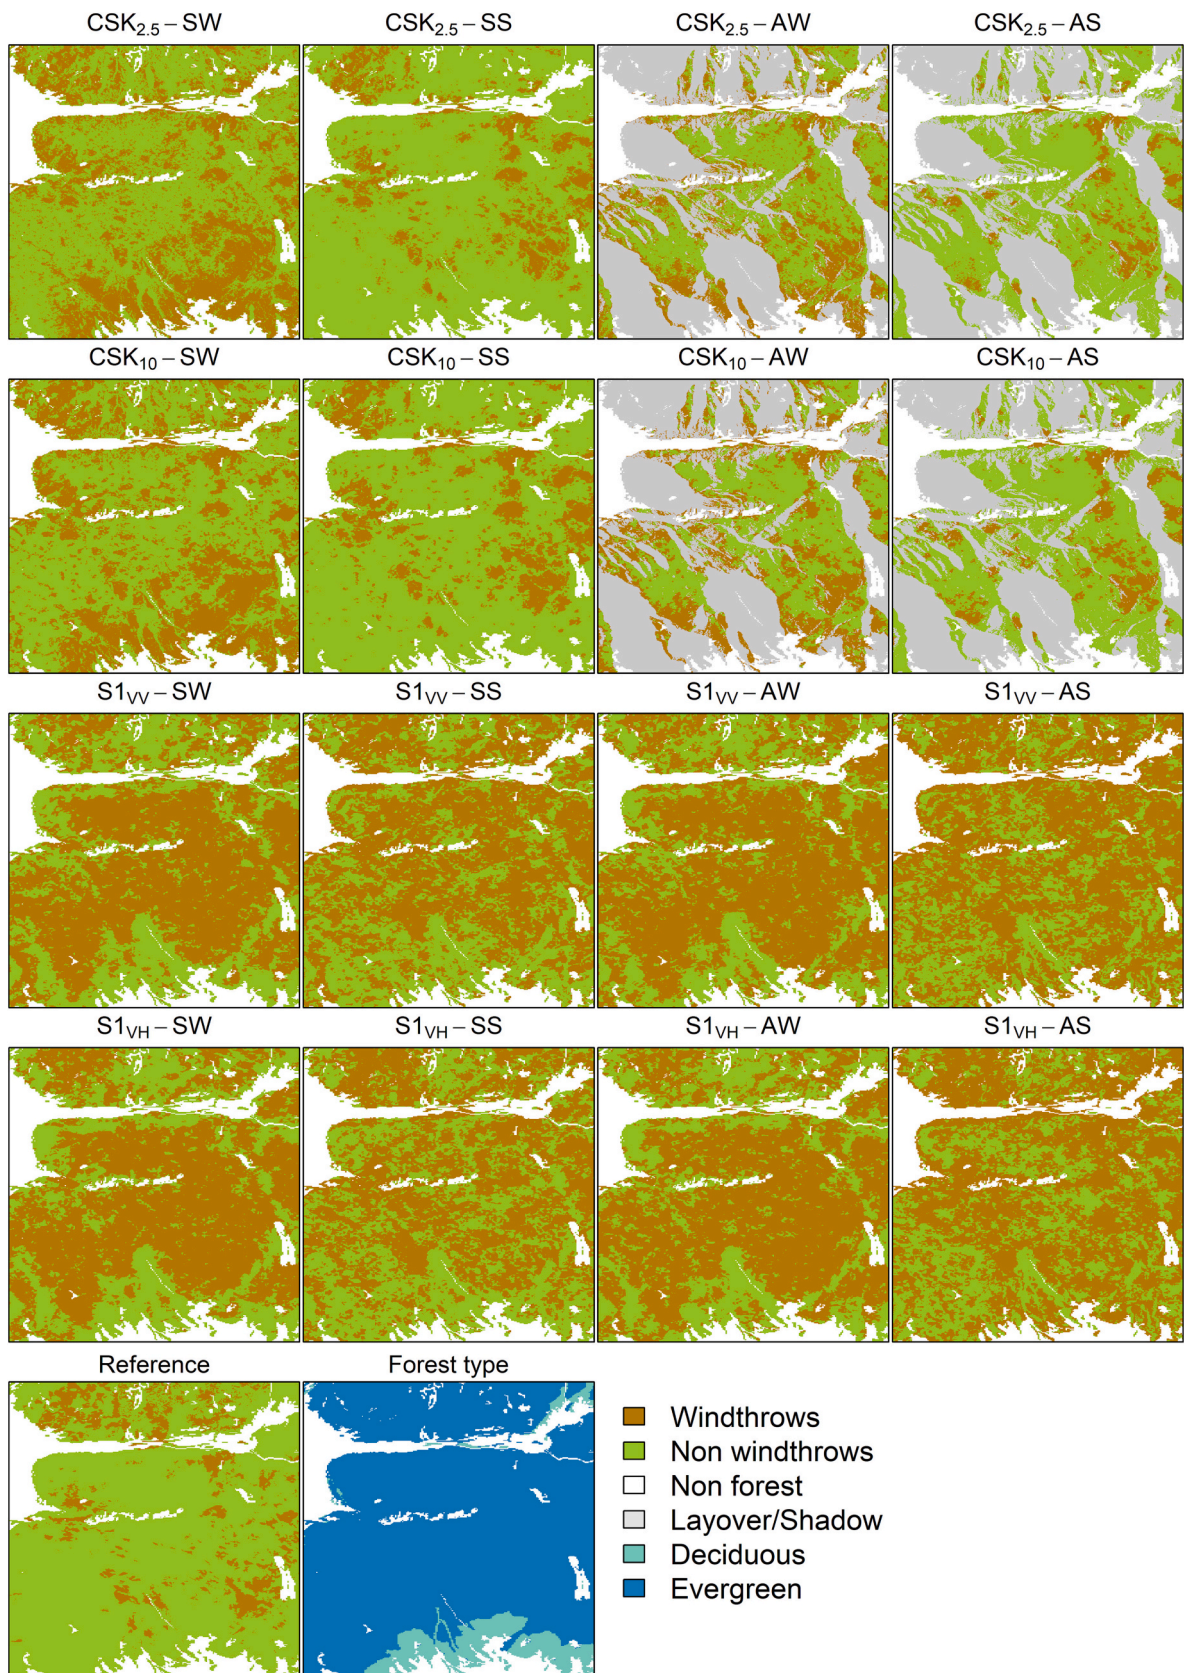 CSK2.5 – SW CSK2.5 – SS CSK2.5 – AW CSK2.5 – AS
CSK10 – SW CSK10 – SS CSK10 – AW CSK10 – AS
S1VV – SW S1VV – SS S1VV – AW S1VV – AS
S1VH – SW S1VH – SS S1VH – AW S1VH – AS
Reference Forest type
Windthrows
Non windthrows
Non forest
Layover/Shadow
Deciduous
Evergreen